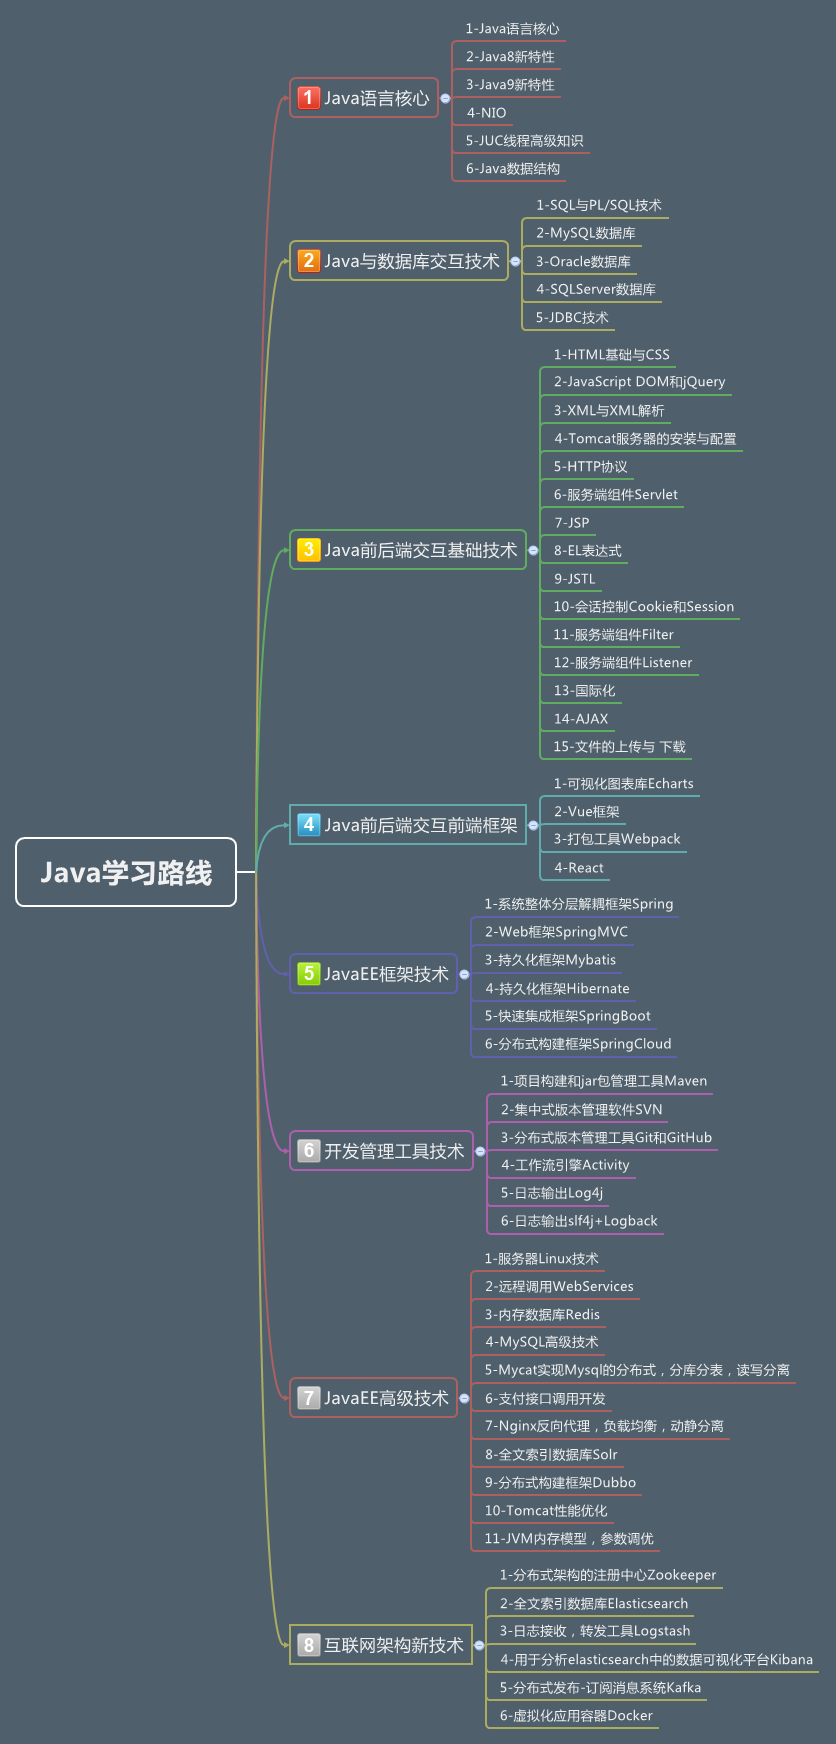 Java学习路线
1 Java语言核心
1-Java语言核心
2-Java8新特性
3-Java9新特性
4-NIO
5-JUC线程高级知识
6-Java数据结构
2 Java与数据库交互技术
1-SQL与PL/SQL技术
2-MySQL数据库
3-Oracle数据库
4-SQLServer数据库
5-JDBC技术
3 Java前后端交互基础技术
1-HTML基础与CSS
2-JavaScript DOM和jQuery
3-XML与XML解析
4-Tomcat服务器的安装与配置
5-HTTP协议
6-服务端组件Servlet
7-JSP
8-EL表达式
9-JSTL
10-会话控制Cookie和Session
11-服务端组件Filter
12-服务端组件Listener
13-国际化
14-AJAX
15-文件的上传与 下载
4 Java前后端交互前端框架
1-可视化图表库Echarts
2-Vue框架
3-打包工具Webpack
4-React
5 JavaEE框架技术
1-系统整体分层解耦框架Spring
2-Web框架SpringMVC
3-持久化框架Mybatis
4-持久化框架Hibernate
5-快速集成框架SpringBoot
6-分布式构建框架SpringCloud
6 开发管理工具技术
1-项目构建和jar包管理工具Maven
2-集中式版本管理软件SVN
3-分布式版本管理工具Git和GitHub
4-工作流引擎Activity
5-日志输出Log4j
6-日志输出slf4j+Logback
7 JavaEE高级技术
1-服务器Linux技术
2-远程调用WebServices
3-内存数据库Redis
4-MySQL高级技术
5-Mycat实现Mysql的分布式，分库分表，读写分离
6-支付接口调用开发
7-Nginx反向代理，负载均衡，动静分离
8-全文索引数据库Solr
9-分布式构建框架Dubbo
10-Tomcat性能优化
11-JVM内存模型，参数调优
8 互联网架构新技术
1-分布式架构的注册中心Zookeeper
2-全文索引数据库Elasticsearch
3-日志接收，转发工具Logstash
4-用于分析elasticsearch中的数据可视化平台Kibana
5-分布式发布-订阅消息系统Kafka
6-虚拟化应用容器Docker